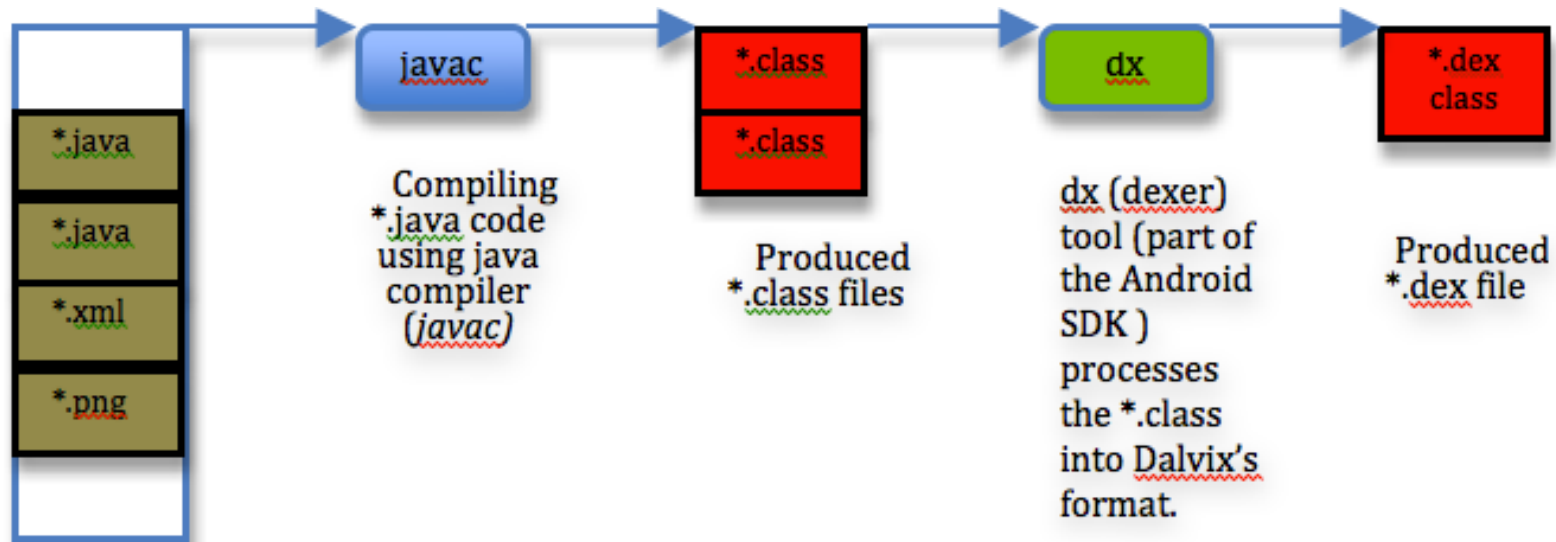 *.java
*.java
*.xml
*.png
javac
Compiling
*.java code
using java
compiler
(javac)
*.class
*.class
Produced
*.class files
dx
dx (dexer)
tool (part of
the Android
SDK )
processes
the *.class
into Dalvix's
format.
*.dex
class
Produced
*.dex file